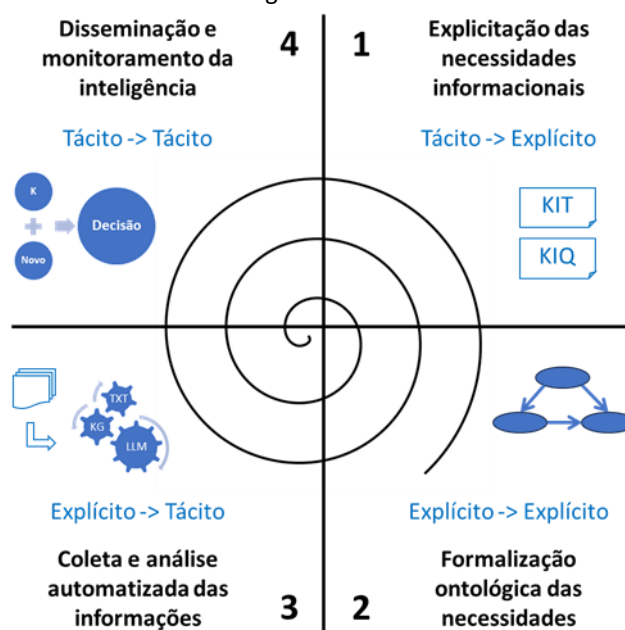 Disseminação e
monitoramento da
inteligência
4
Tácito -> Tácito
K
Novo
Decisão
1
Explicitação das
necessidades
informacionais
Tácito -> Explícito
KIT
KIQ
TXT
KG
LLM
Explícito -> Tácito
Coleta e análise
automatizada das
informações
3
Explícito -> Explícito
Formalização
ontológica das
necessidades
2